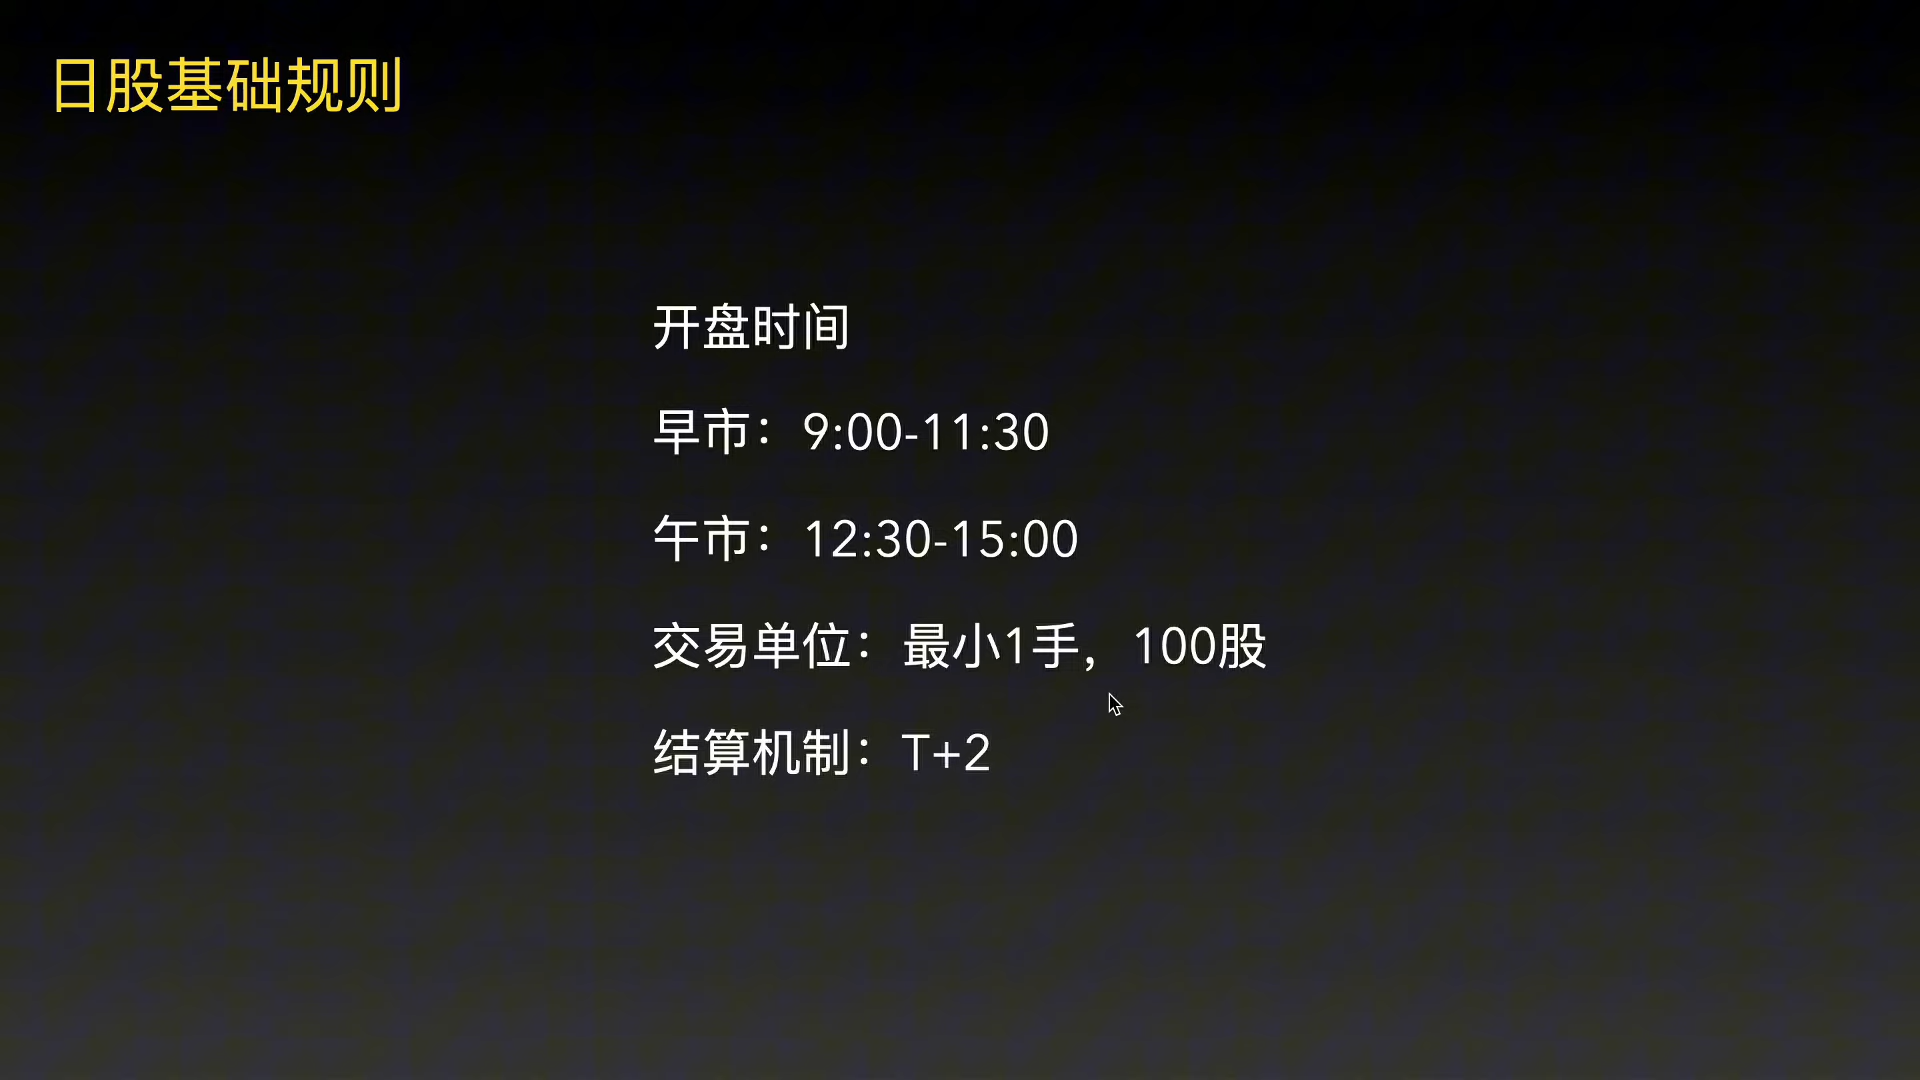 日股基础规则
开盘时间
早市：9:00-11:30
午市：12:30-15:00
交易单位：最小1手，100股
结算机制：T+2